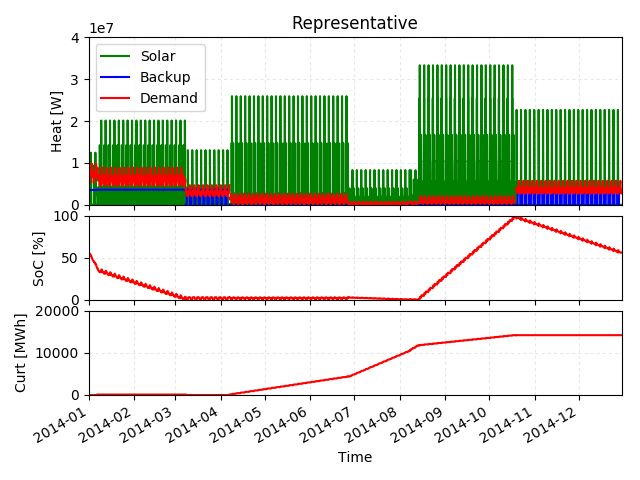 Representative
1e7
4
3
2
1
0
Heat [W]
Solar
Backup
Demand
100
50
0
SoC [%]
20000
10000
0
Curt [MWh]
2014-01
2014-02
2014-03
2014-04
2014-05
2014-06
2014-07
2014-08
2014-09
2014-10
2014-11
2014-12
Time